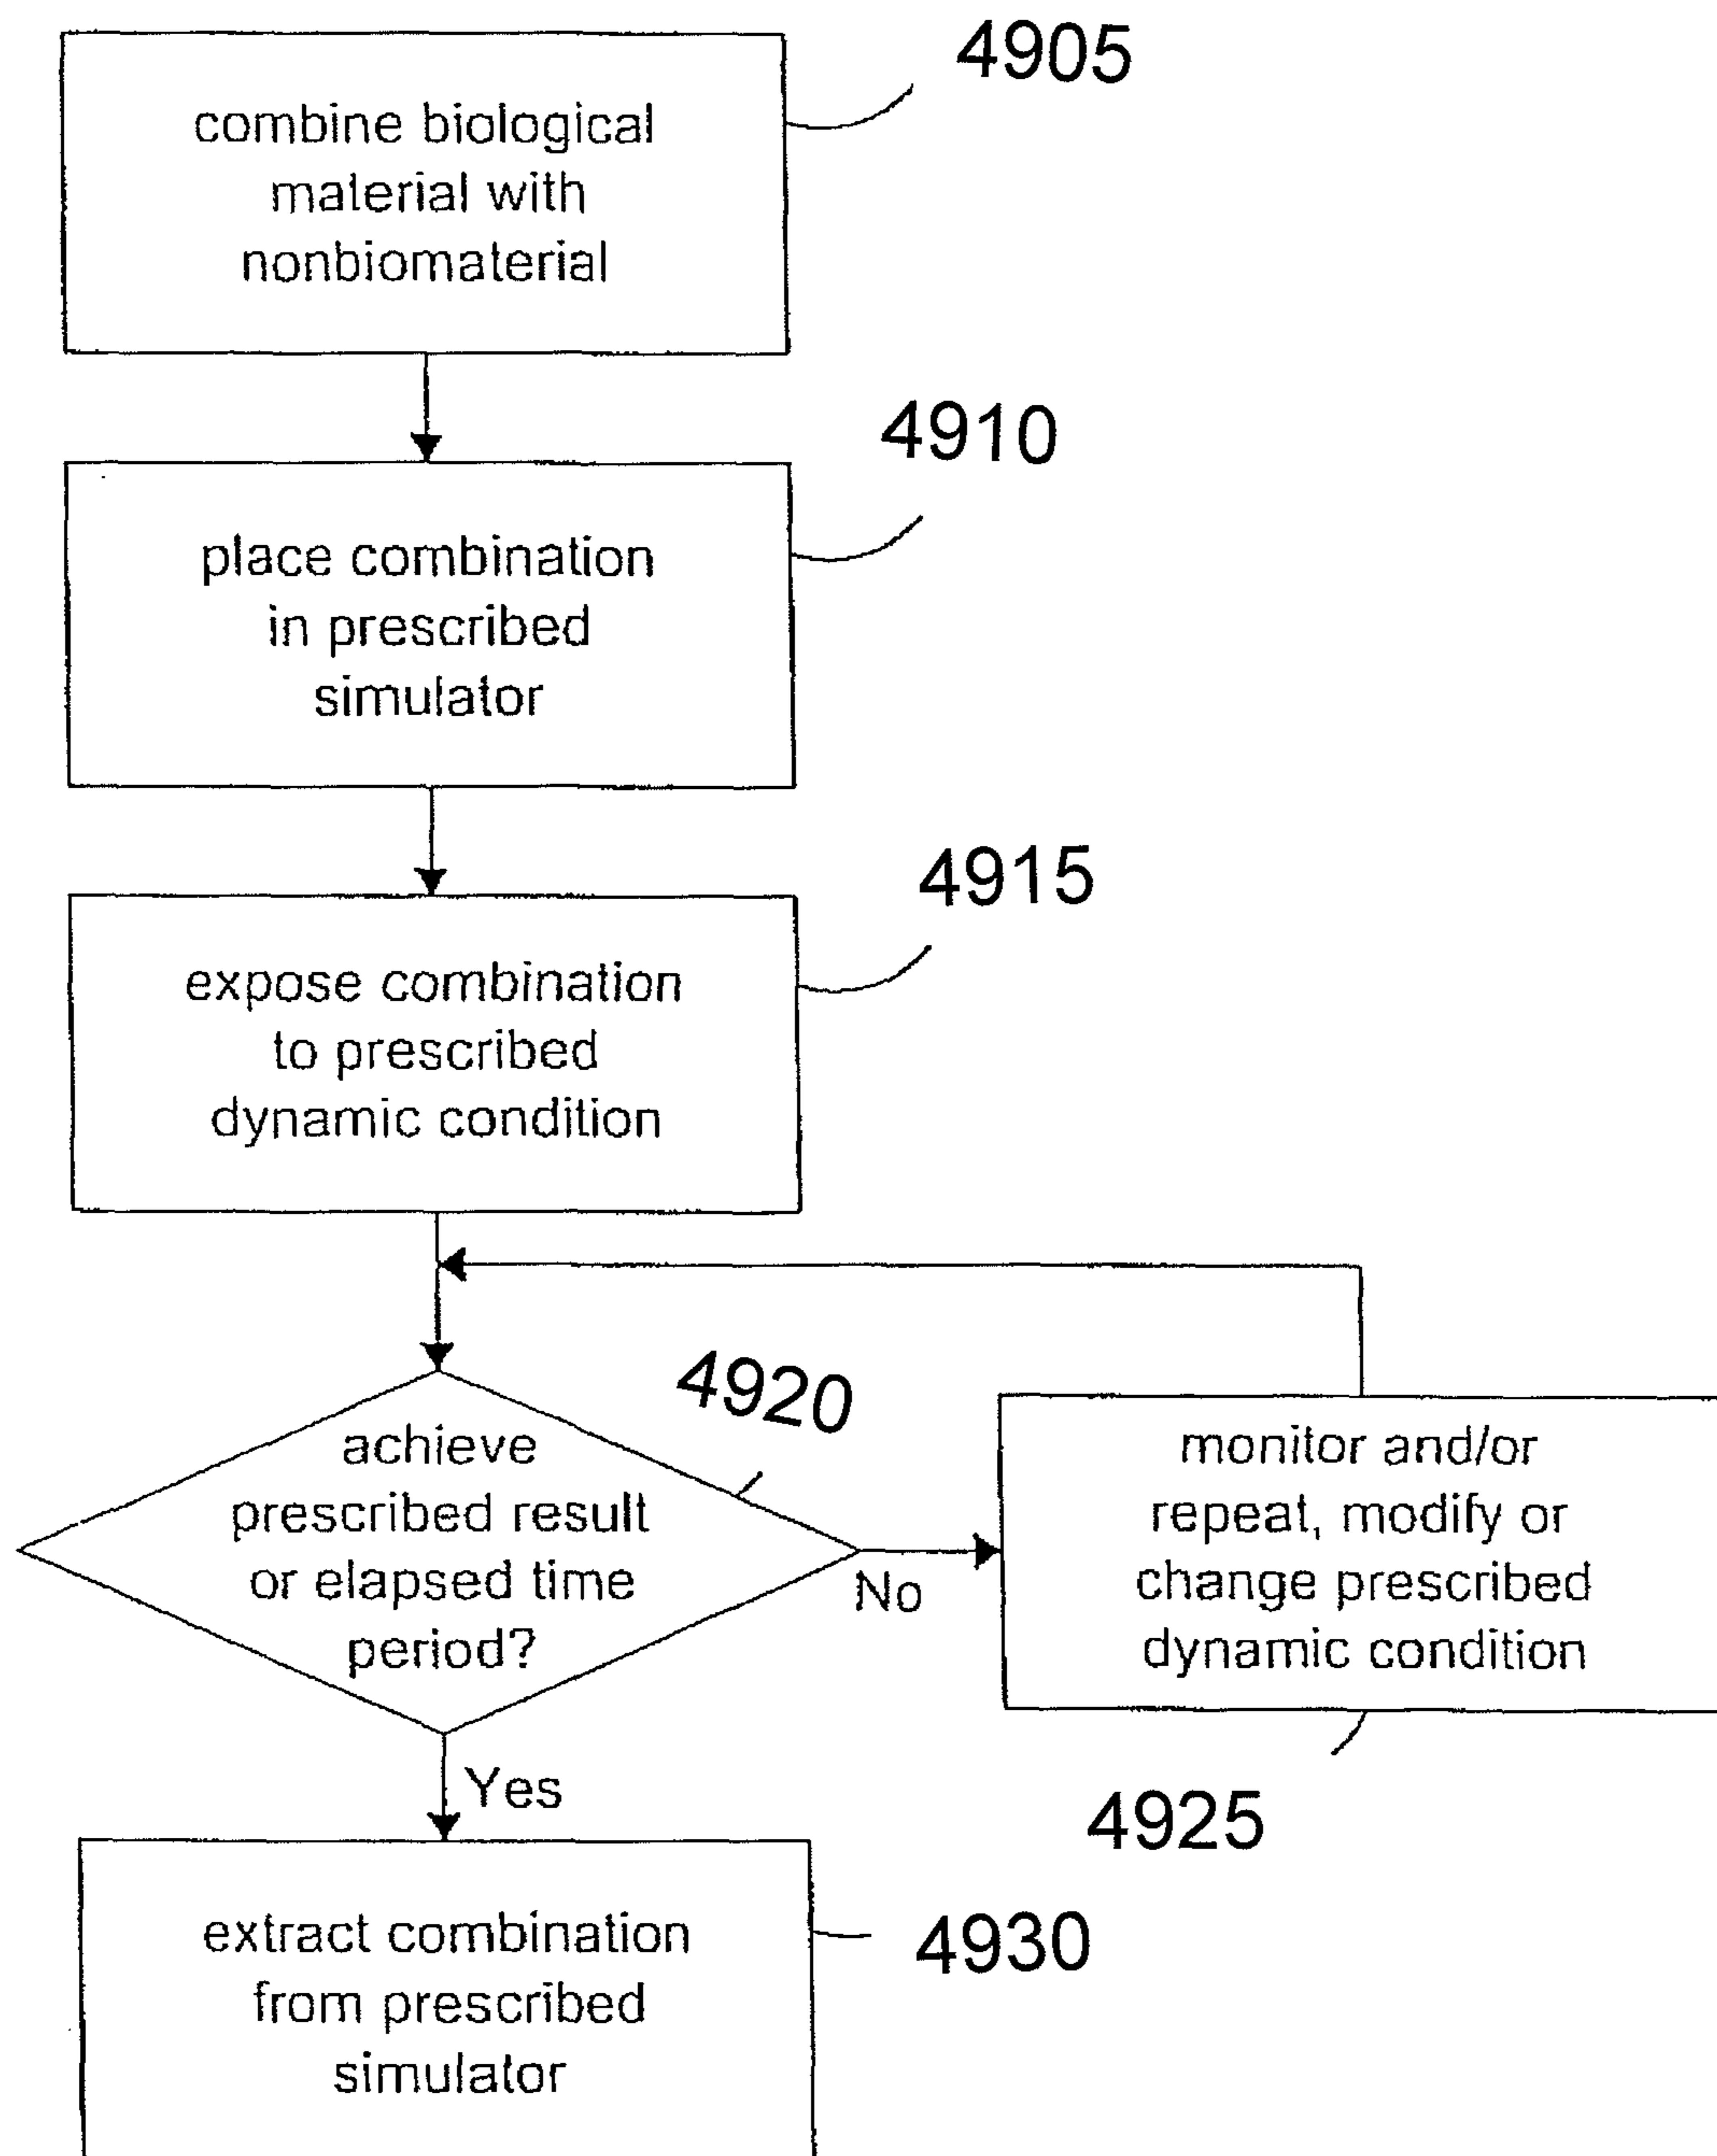 4905
combine biological
material with
nonbiomaterial
4910
place combination
in prescribed
simulator
4915
expose combination
to prescribed
dynamic condition
4920
achieve
prescribed result
or elapsed time
period?
No
monitor and/or
repeat, modify or
change prescribed
dynamic condition
4925
Yes
extract combination
from prescribed
simulator
4930